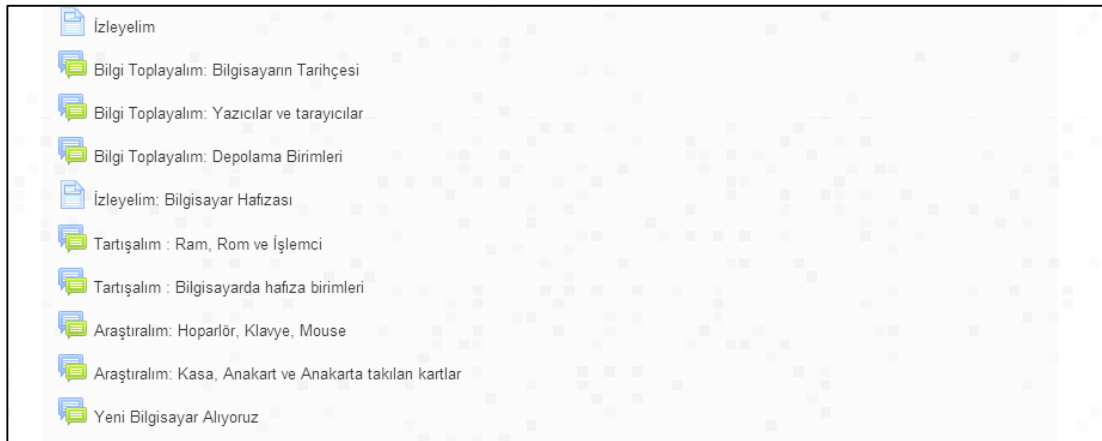 İzleyelim
Bilgi Toplayalım: Bilgisayarın Tarihçesi
Bilgi Toplayalım: Yazıcılar ve tarayıcılar
Bilgi Toplayalım: Depolama Birimleri
İzleyelim: Bilgisayar Hafızası
Tartışalım : Ram, Rom ve İşlemci
Tartışalım : Bilgisayarda hafıza birimleri
Araştıralım: Hoparlör, Klavye, Mouse
Araştıralım: Kasa, Anakart ve Anakarta takılan kartlar
Yeni Bilgisayar Alıyoruz